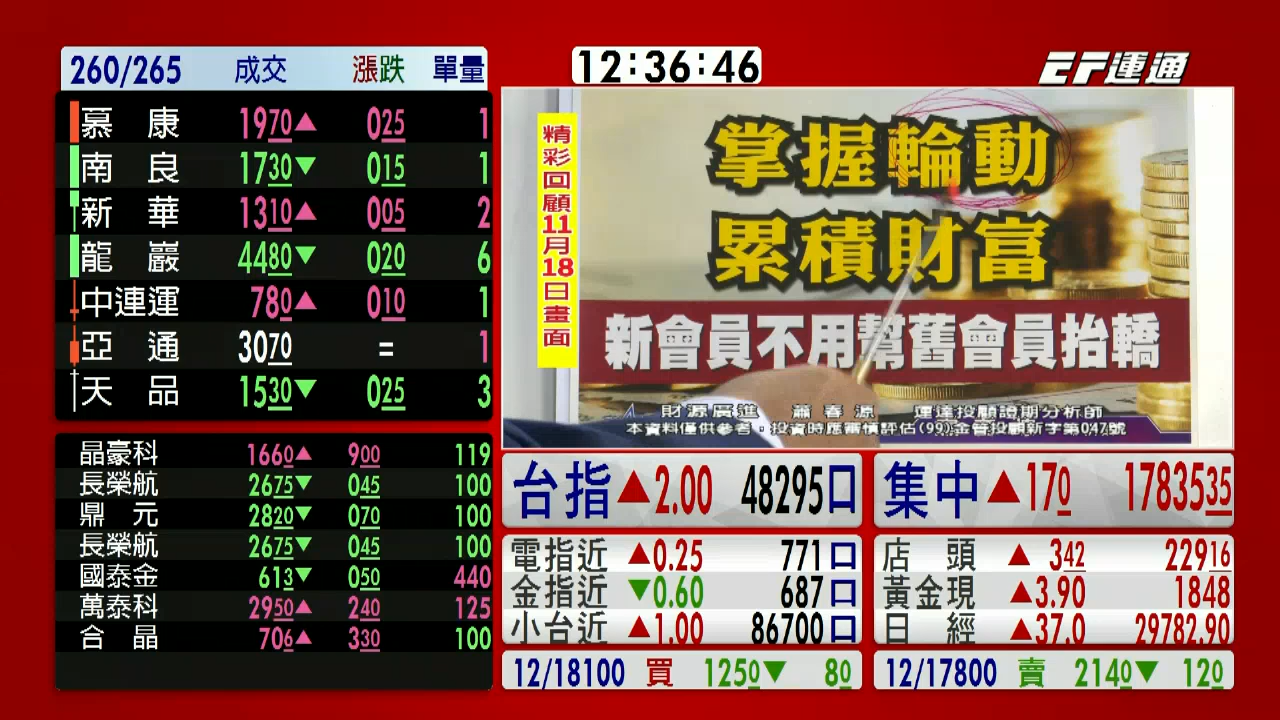 260/265 成交 漲跌 單量
慕康 1970▲ 025 1
南良 1730▼ 015 1
新華 1310▲ 005 2
龍巖 4480▼ 020 6
中連運 780▲ 010 1
亞通 3070 = 1
天品 1530▼ 025 3
晶豪科 1660▲ 900 119
長榮航 2675▼ 045 100
鼎元 2820▼ 070 100
長榮航 2675▼ 045 100
國泰金 613▼ 050 440
萬泰科 2950▲ 240 125
合晶 706▲ 330 100
12:36:46
EF運通
精彩回顧11月18日畫面
掌握輪動
累積財富
新會員不用幫舊會員抬轎
財源廣進 蕭春源 運達投顧證期分析師
本資料僅供參考，投資時應審慎評估(99)金管投顧新字第047號
台指▲2.00 48295口
電指近 ▲0.25 771口
金指近 ▼0.60 687口
小台近 ▲1.00 86700口
12/18100 買 1250▼ 80
集中▲170 1783535
店頭 ▲ 342 22916
黃金現 ▲3.90 1848
日經 ▲37.0 29782.90
12/17800 賣 2140▼ 120